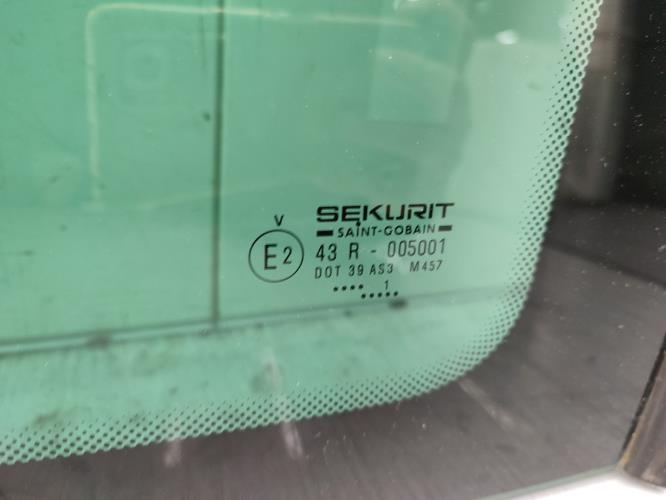 SEKURIT
SAINT-GOBAIN
V
E2 43 R - 005001
DOT 39 AS3 M457
•••• 1
•••••